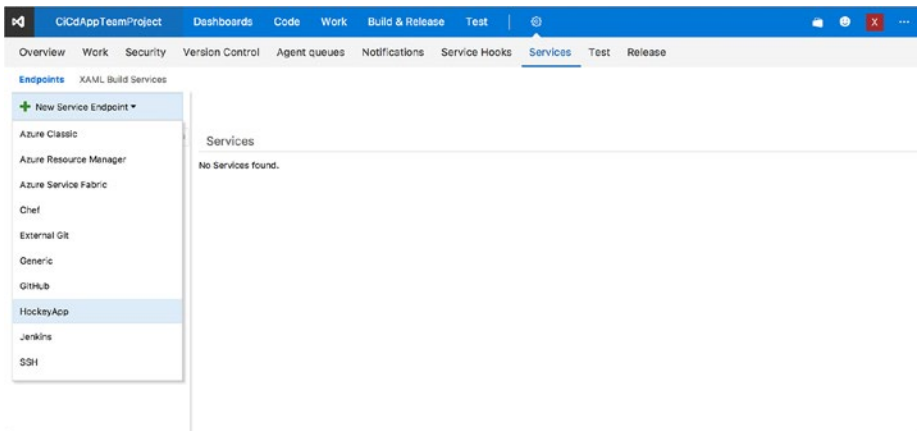 CiCdAppTeamProject Dashboards Code Work Build & Release Test X ...
Overview Work Security Version Control Agent queues Notifications Service Hooks Services Test Release
Endpoints XAML Build Services
New Service Endpoint
Services
No Services found.
Azure Classic
Azure Resource Manager
Azure Service Fabric
Chef
External Git
Generic
GitHub
HockeyApp
Jenkins
SSH